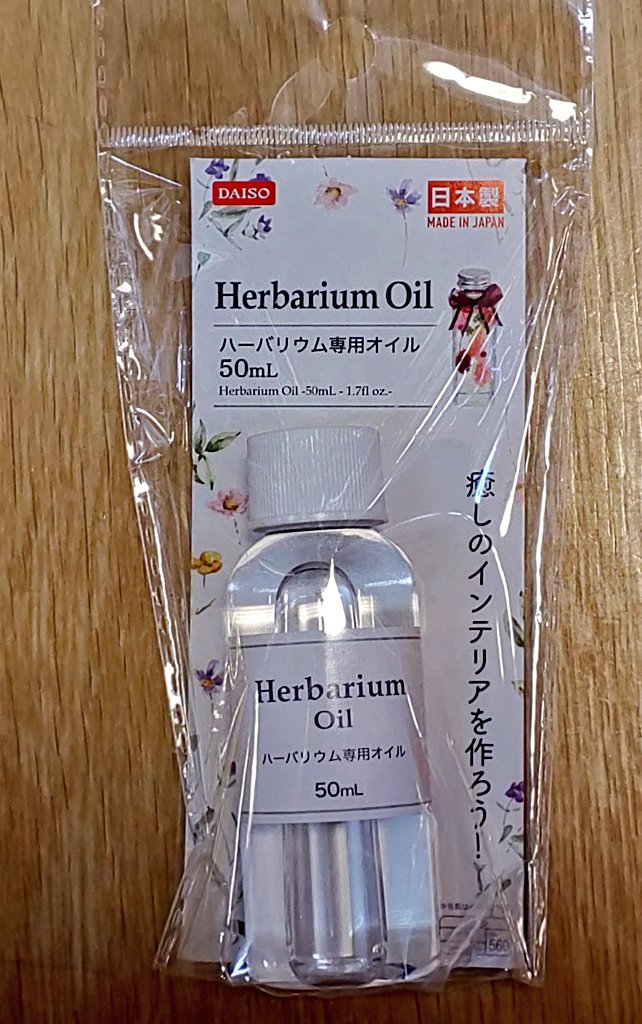 DAISO
日本製
MADE IN JAPAN
Herbarium Oil
ハーバリウム専用オイル
50mL
Herbarium Oil -50mL - 1.7fl oz.-
癒しのインテリアを作ろう!
Herbarium
Oil
ハーバリウム専用オイル
50mL